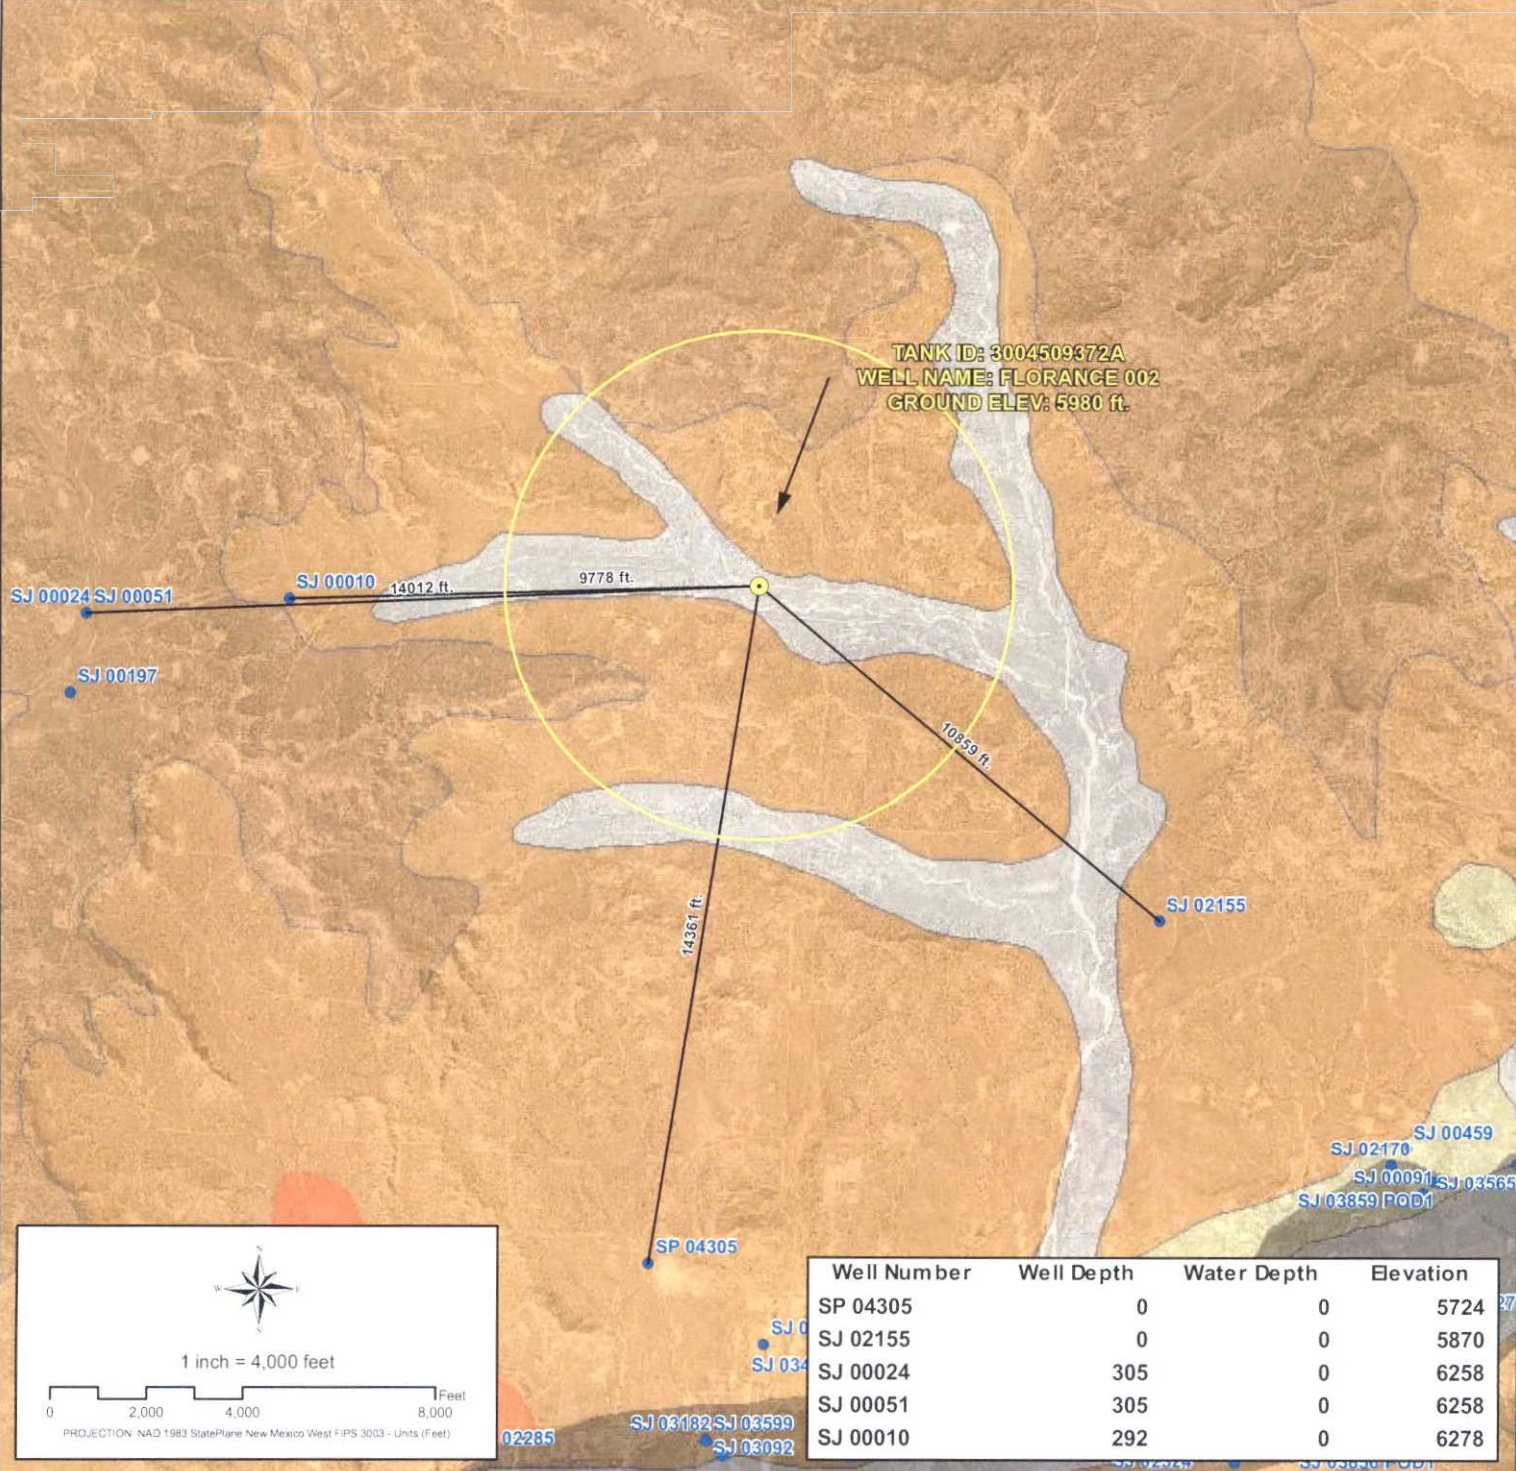 TANK ID: 3004509372A
WELL NAME: FLORANCE 002
GROUND ELEV: 5980 ft.
SJ 00024 SJ 00051
SJ 00010
14012 ft.
9778 ft.
SJ 00197
10859 ft.
14361 ft.
SJ 02155
SJ 00459
SJ 02170
SJ 00091
SJ 03565
SJ 03859 POD1
SP 04305
SJ 0
SJ 034
SJ 03182 SJ 03599
SJ 03092
02285
N
W E
S
1 inch = 4,000 feet
Feet
0 2,000 4,000 8,000
PROJECTION: NAD 1983 StatePlane New Mexico West FIPS 3003 - Units (Feet)
Well Number Well Depth Water Depth Elevation
SP 04305 0 0 5724
SJ 02155 0 0 5870
SJ 00024 305 0 6258
SJ 00051 305 0 6258
SJ 00010 292 0 6278
27